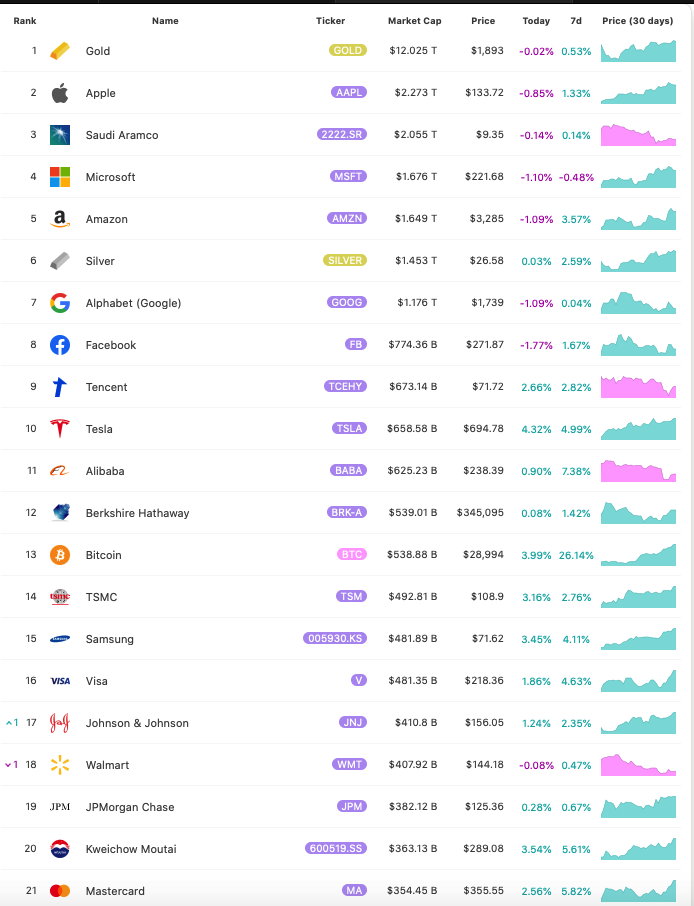 Rank Name Ticker Market Cap Price Today 7d Price (30 days)
1 Gold GOLD $12.025 T $1,893 -0.02% 0.53%
2 Apple AAPL $2.273 T $133.72 -0.85% 1.33%
3 Saudi Aramco 2222.SR $2.055 T $9.35 -0.14% 0.14%
4 Microsoft MSFT $1.676 T $221.68 -1.10% -0.48%
5 a Amazon AMZN $1.649 T $3,285 -1.09% 3.57%
6 Silver SILVER $1.453 T $26.58 0.03% 2.59%
7 G Alphabet (Google) GOOG $1.176 T $1,739 -1.09% 0.04%
8 f Facebook FB $774.36 B $271.87 -1.77% 1.67%
9 Tencent TCEHY $673.14 B $71.72 2.66% 2.82%
10 Tesla TSLA $658.58 B $694.78 4.32% 4.99%
11 Alibaba BABA $625.23 B $238.39 0.90% 7.38%
12 Berkshire Hathaway BRK-A $539.01 B $345,095 0.08% 1.42%
13 ₿ Bitcoin BTC $538.88 B $28,994 3.99% 26.14%
14 tsmc TSMC TSM $492.81 B $108.9 3.16% 2.76%
15 SAMSUNG Samsung 005930.KS $481.89 B $71.62 3.45% 4.11%
16 VISA Visa V $481.35 B $218.36 1.86% 4.63%
1 17 J&J Johnson & Johnson JNJ $410.8 B $156.05 1.24% 2.35%
1 18 Walmart WMT $407.92 B $144.18 -0.08% 0.47%
19 JPM JPMorgan Chase JPM $382.12 B $125.36 0.28% 0.67%
20 Kweichow Moutai 600519.SS $363.13 B $289.08 3.54% 5.61%
21 Mastercard MA $354.45 B $355.55 2.56% 5.82%